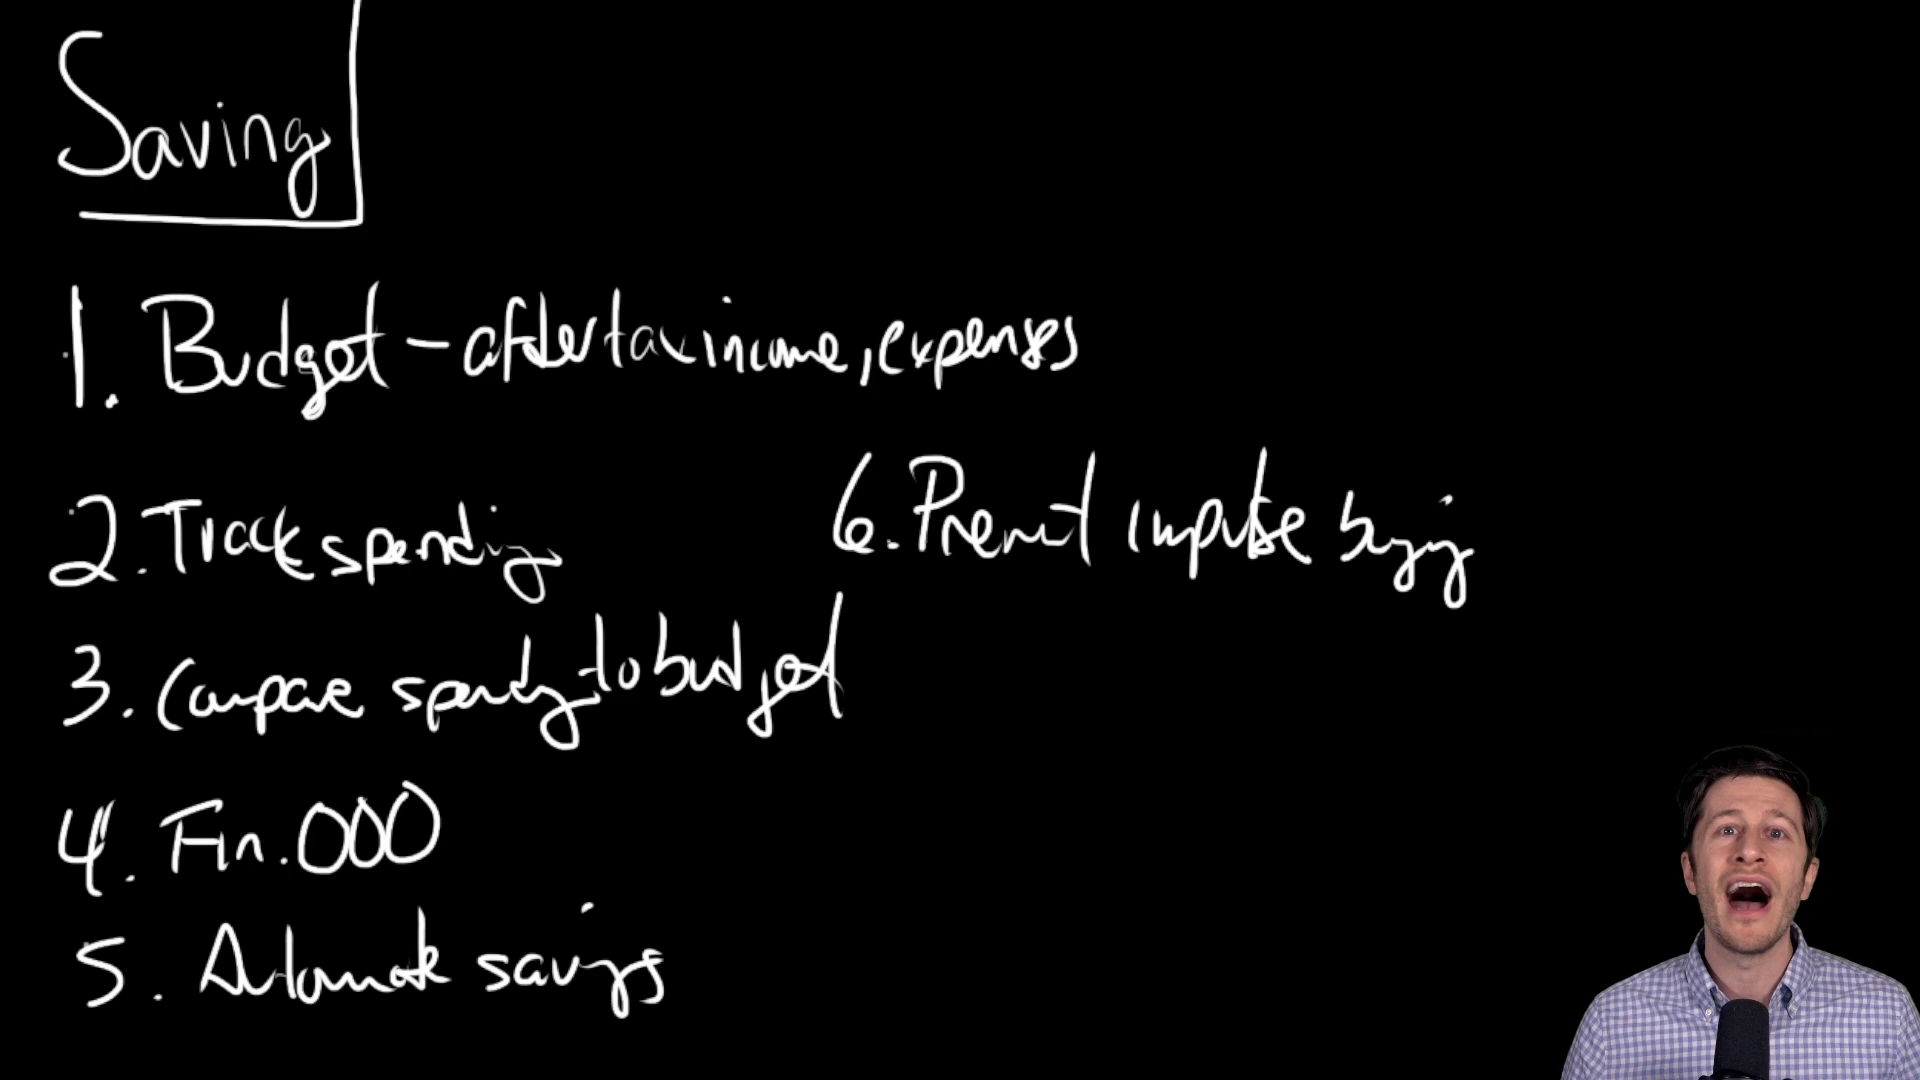 Saving
1. Budget - after tax income, expenses
2. Track spending
3. Compare spending to budget
4. Fin. OOO
5. Automate savings
6. Prevent impulse buying